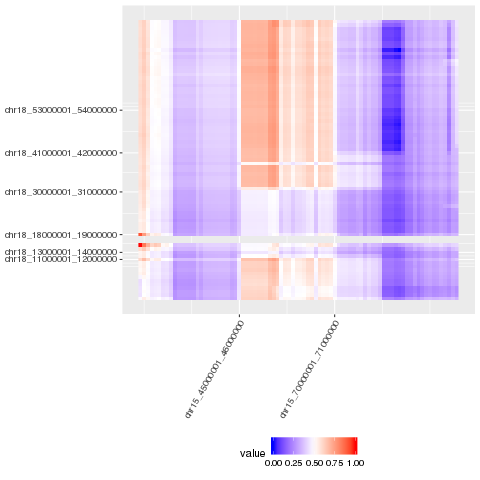 chr18_53000001_54000000
chr18_41000001_42000000
chr18_30000001_31000000
chr18_18000001_19000000
chr18_13000001_14000000
chr18_11000001_12000000
chr15_45000001_46000000
chr15_70000001_71000000
value
0.00 0.25 0.50 0.75 1.00